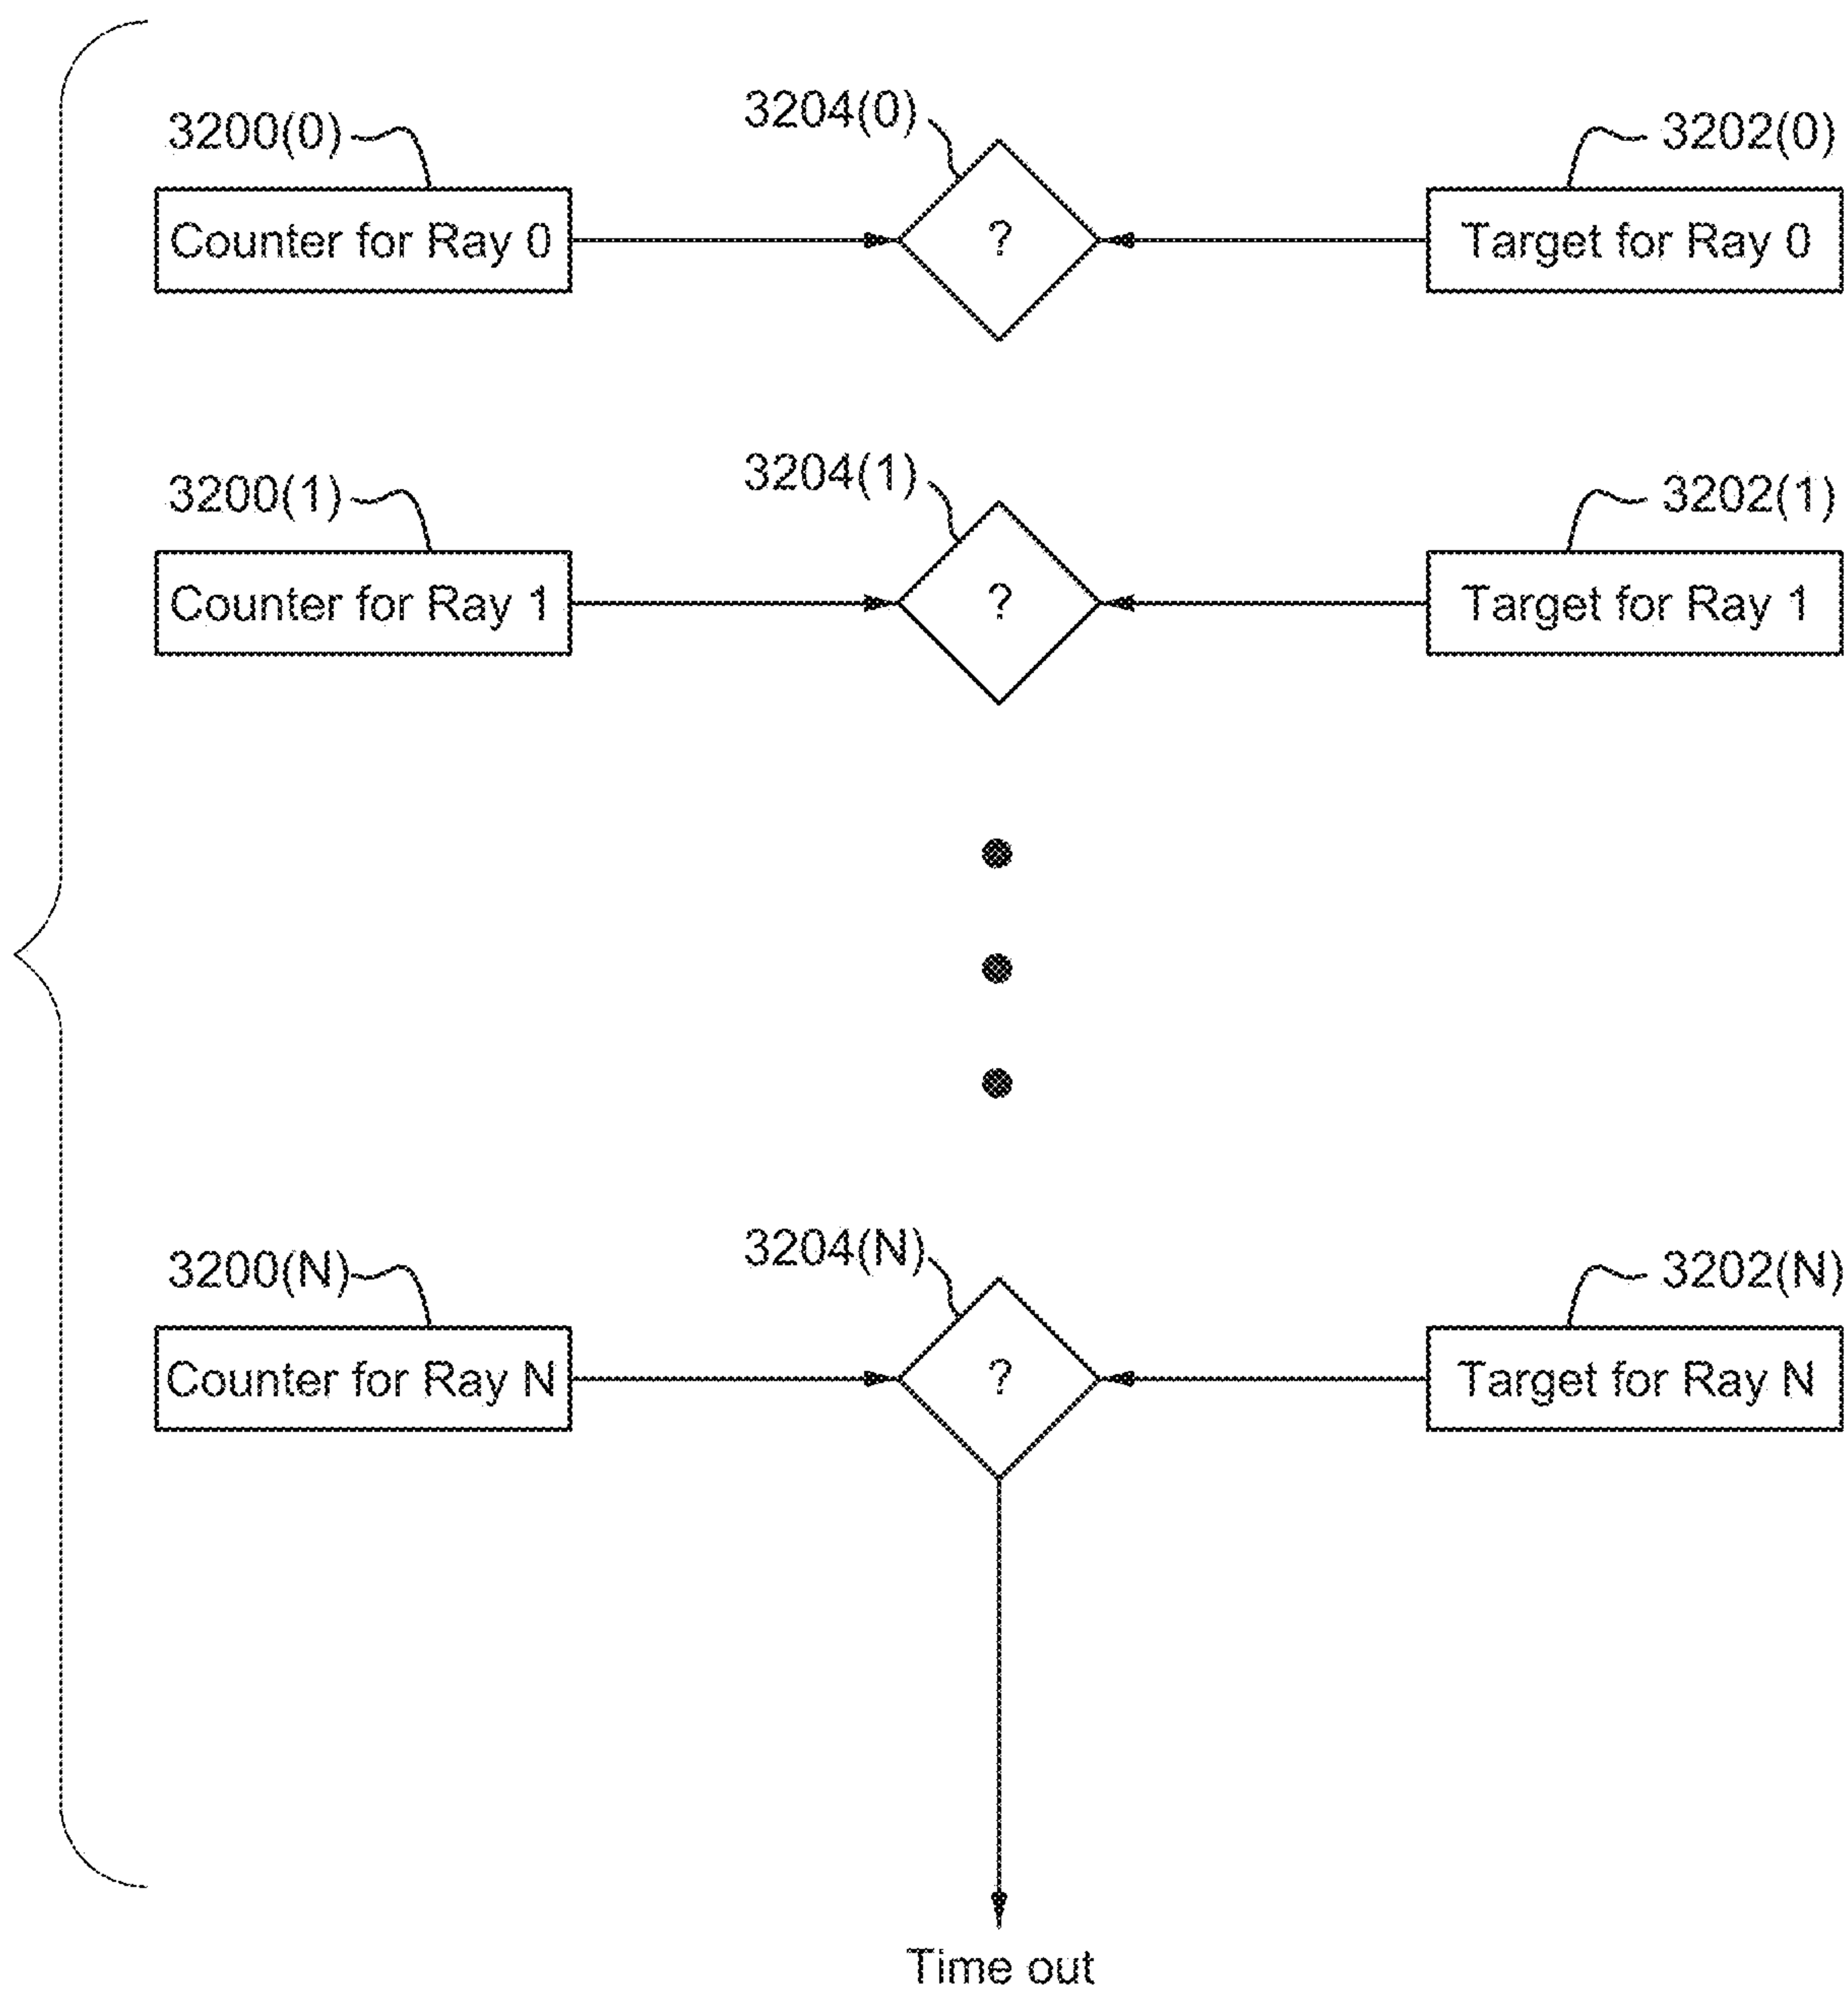 3200(0)
3204(0)
3202(0)
Counter for Ray 0
?
Target for Ray 0
3200(1)
3204(1)
3202(1)
Counter for Ray 1
?
Target for Ray 1
3200(N)
3204(N)
3202(N)
Counter for Ray N
?
Target for Ray N
Time out